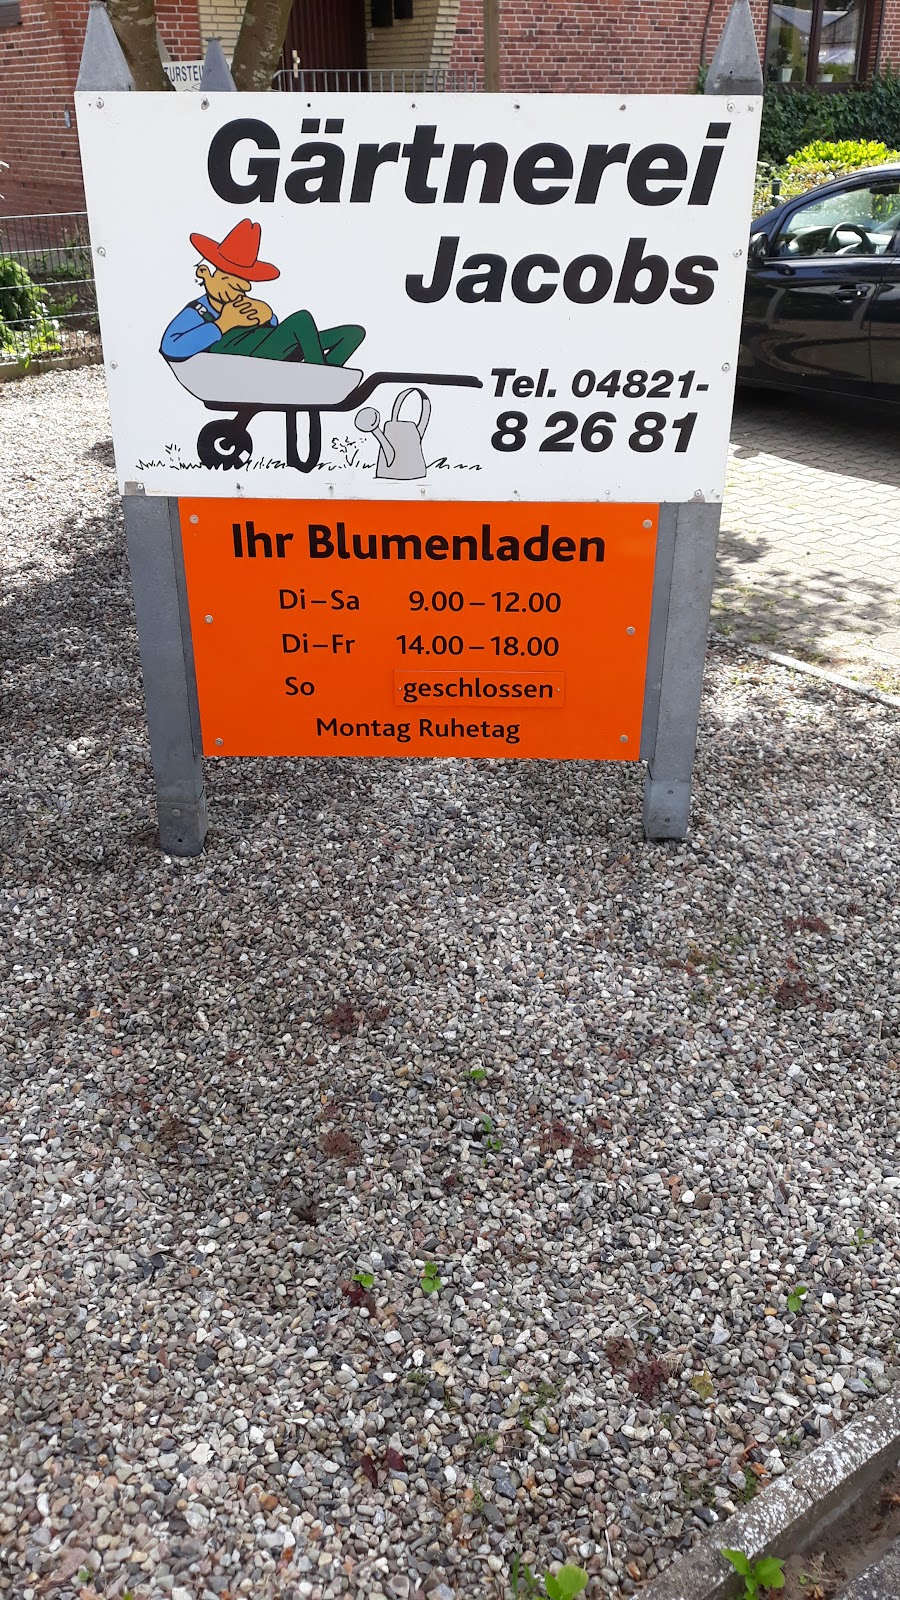 TURSTEI
Gärtnerei
Jacobs
Tel. 04821-
8 26 81
Ihr Blumenladen
Di – Sa 9.00 – 12.00
Di – Fr 14.00 – 18.00
So geschlossen
Montag Ruhetag